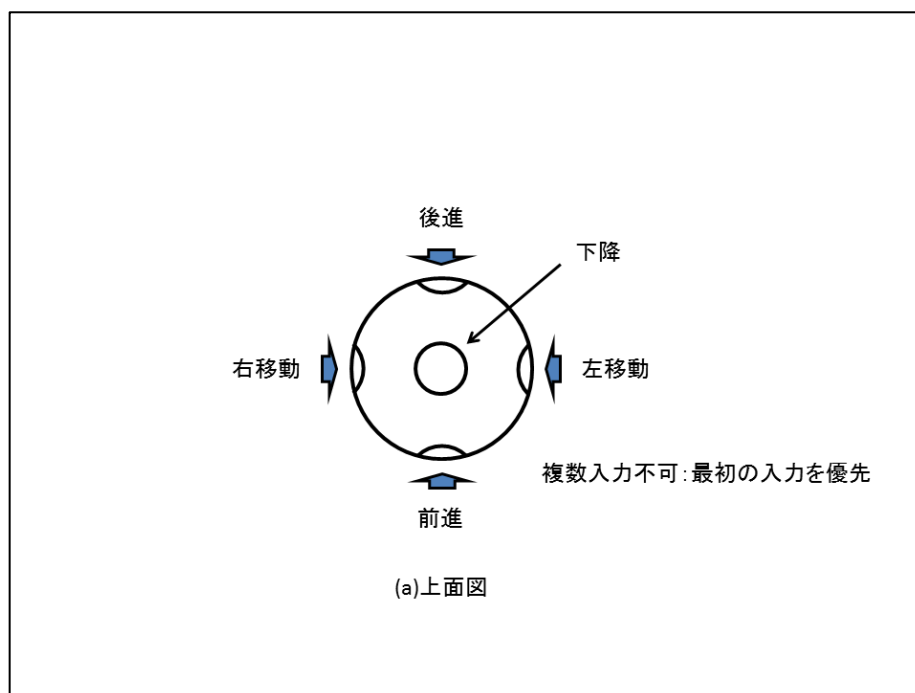 後進
下降
右移動
左移動
複数入力不可:最初の入力を優先
前進
(a)上面図